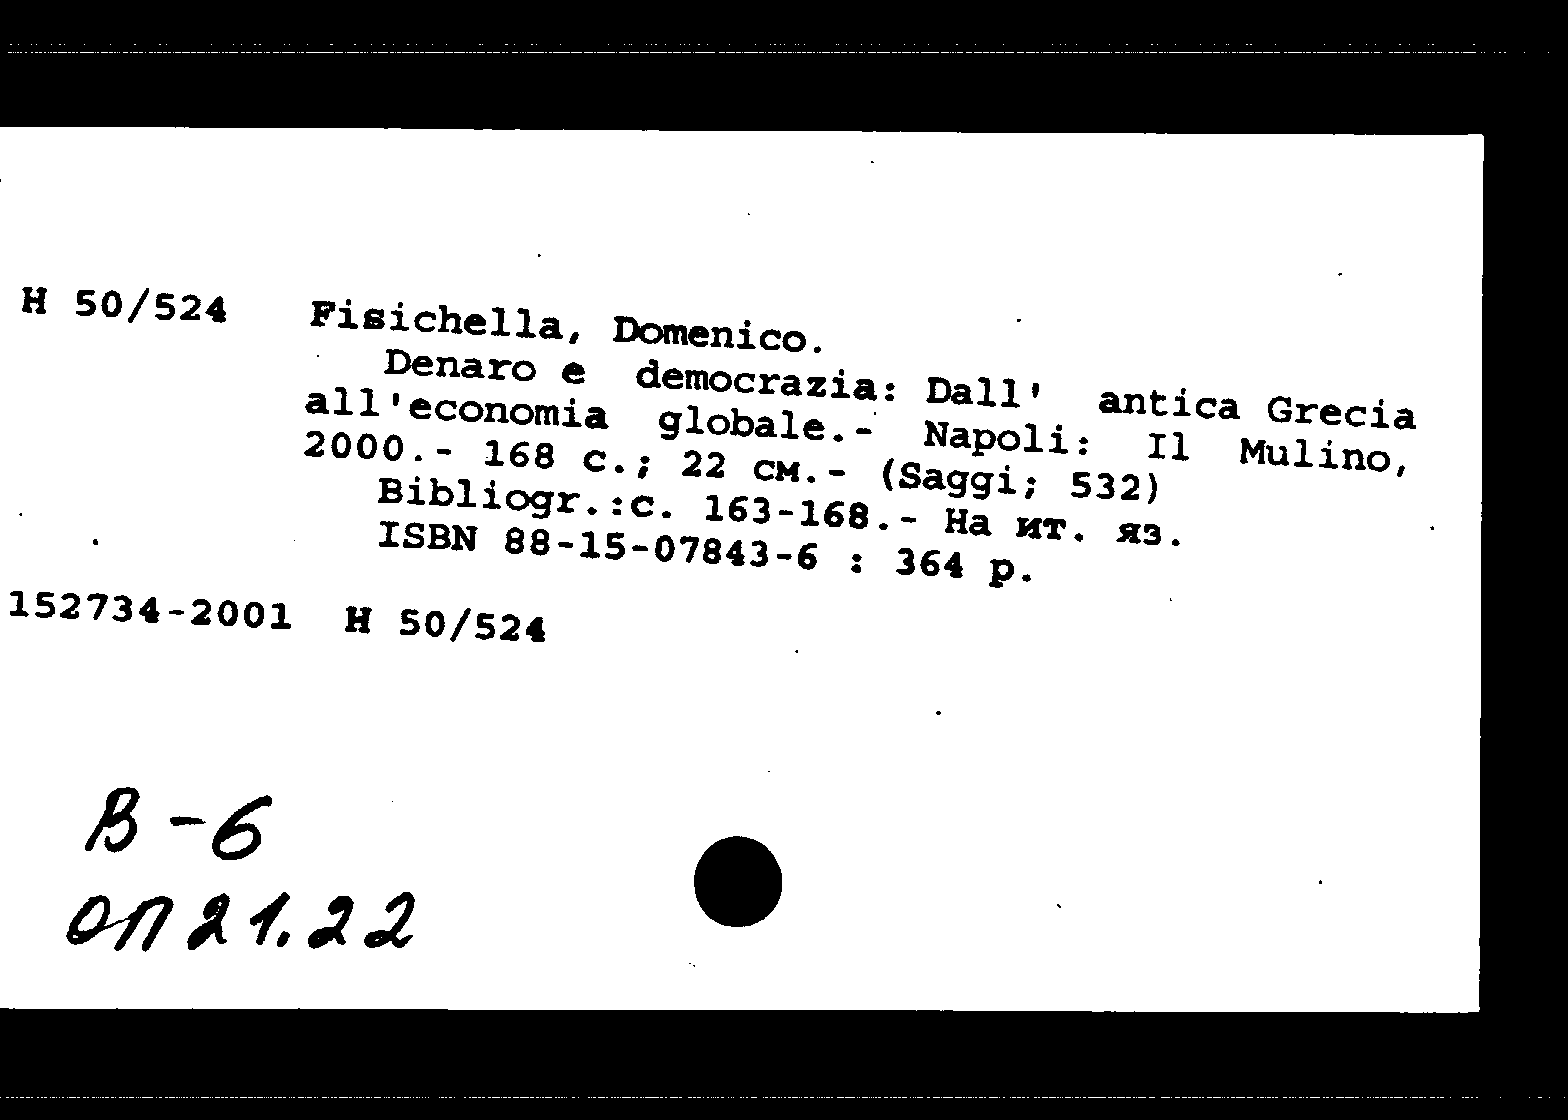 Н 50/524 Fisichella, Domenico.
Denaro e democrazia: Dall' antica Grecia
all'economia globale.- Napoli: Il Mulino,
2000.- 168 с.; 22 см.- (Saggi; 532)
Bibliogr.:с. 163-168.- На ит. яз.
ISBN 88-15-07843-6 : 364 р.
152734-2001 Н 50/524
В-6
ОП 21.22